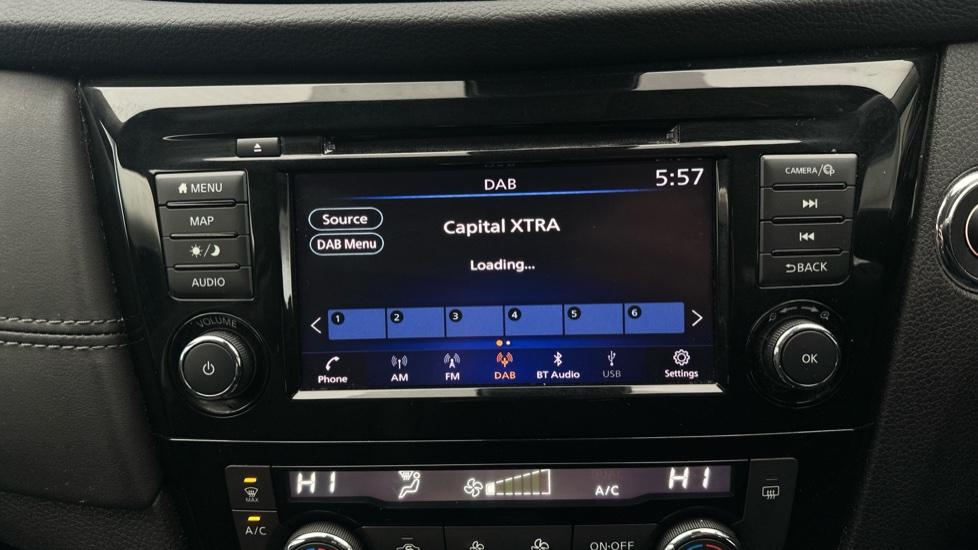 MENU
MAP
AUDIO
VOLUME
DAB
5:57
Source
DAB Menu
Capital XTRA
Loading...
1 2 3 4 5 6
Phone AM FM DAB BT Audio USB Settings
CAMERA/
BACK
OK
MAX
A/C
HI
A/C
HI
ON·OFF